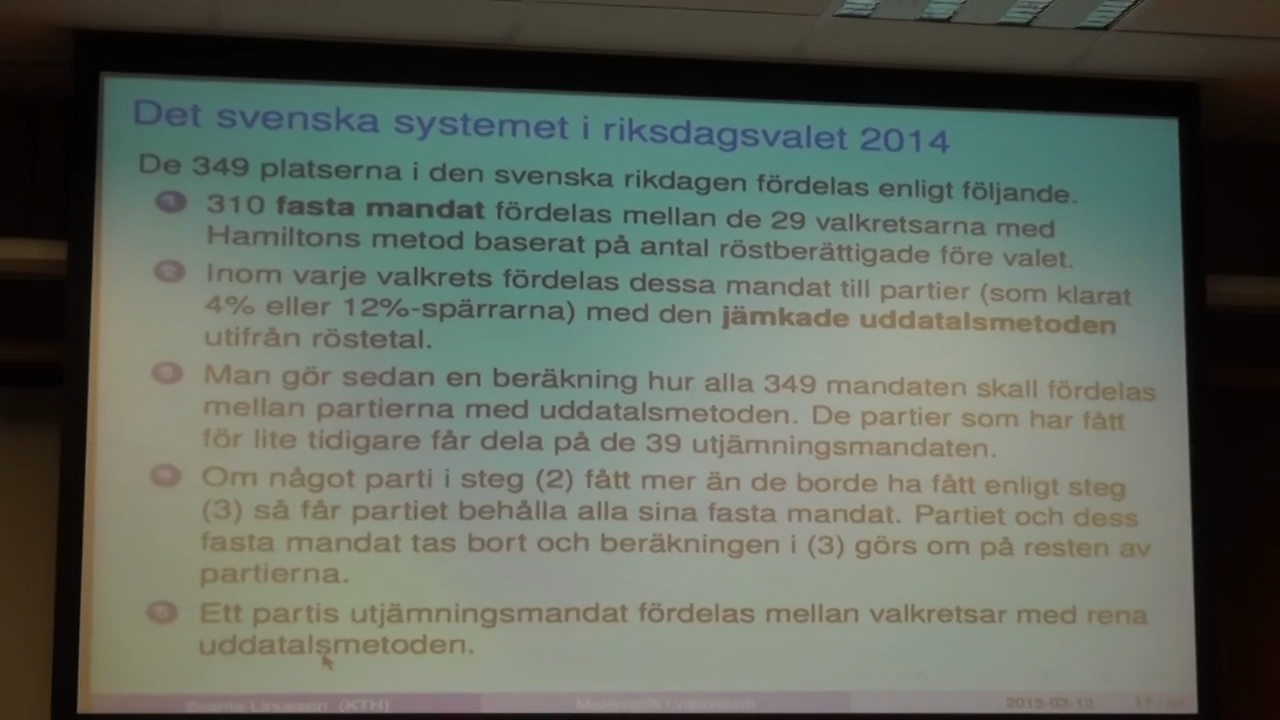 Det svenska systemet i riksdagsvalet 2014
De 349 platserna i den svenska rikdagen fördelas enligt följande.
1 310 fasta mandat fördelas mellan de 29 valkretsarna med
Hamiltons metod baserat på antal röstberättigade före valet.
2 Inom varje valkrets fördelas dessa mandat till partier (som klarat
4% eller 12%-spärrarna) med den jämkade uddatalsmetoden
utifrån röstetal.
3 Man gör sedan en beräkning hur alla 349 mandaten skall fördelas
mellan partierna med uddatalsmetoden. De partier som har fått
för lite tidigare får dela på de 39 utjämningsmandaten.
4 Om något parti i steg (2) fått mer än de borde ha fått enligt steg
(3) så får partiet behålla alla sina fasta mandat. Partiet och dess
fasta mandat tas bort och beräkningen i (3) görs om på resten av
partierna.
5 Ett partis utjämningsmandat fördelas mellan valkretsar med rena
uddatalsmetoden.
Svante Linusson (KTH) 2015-03-12 17